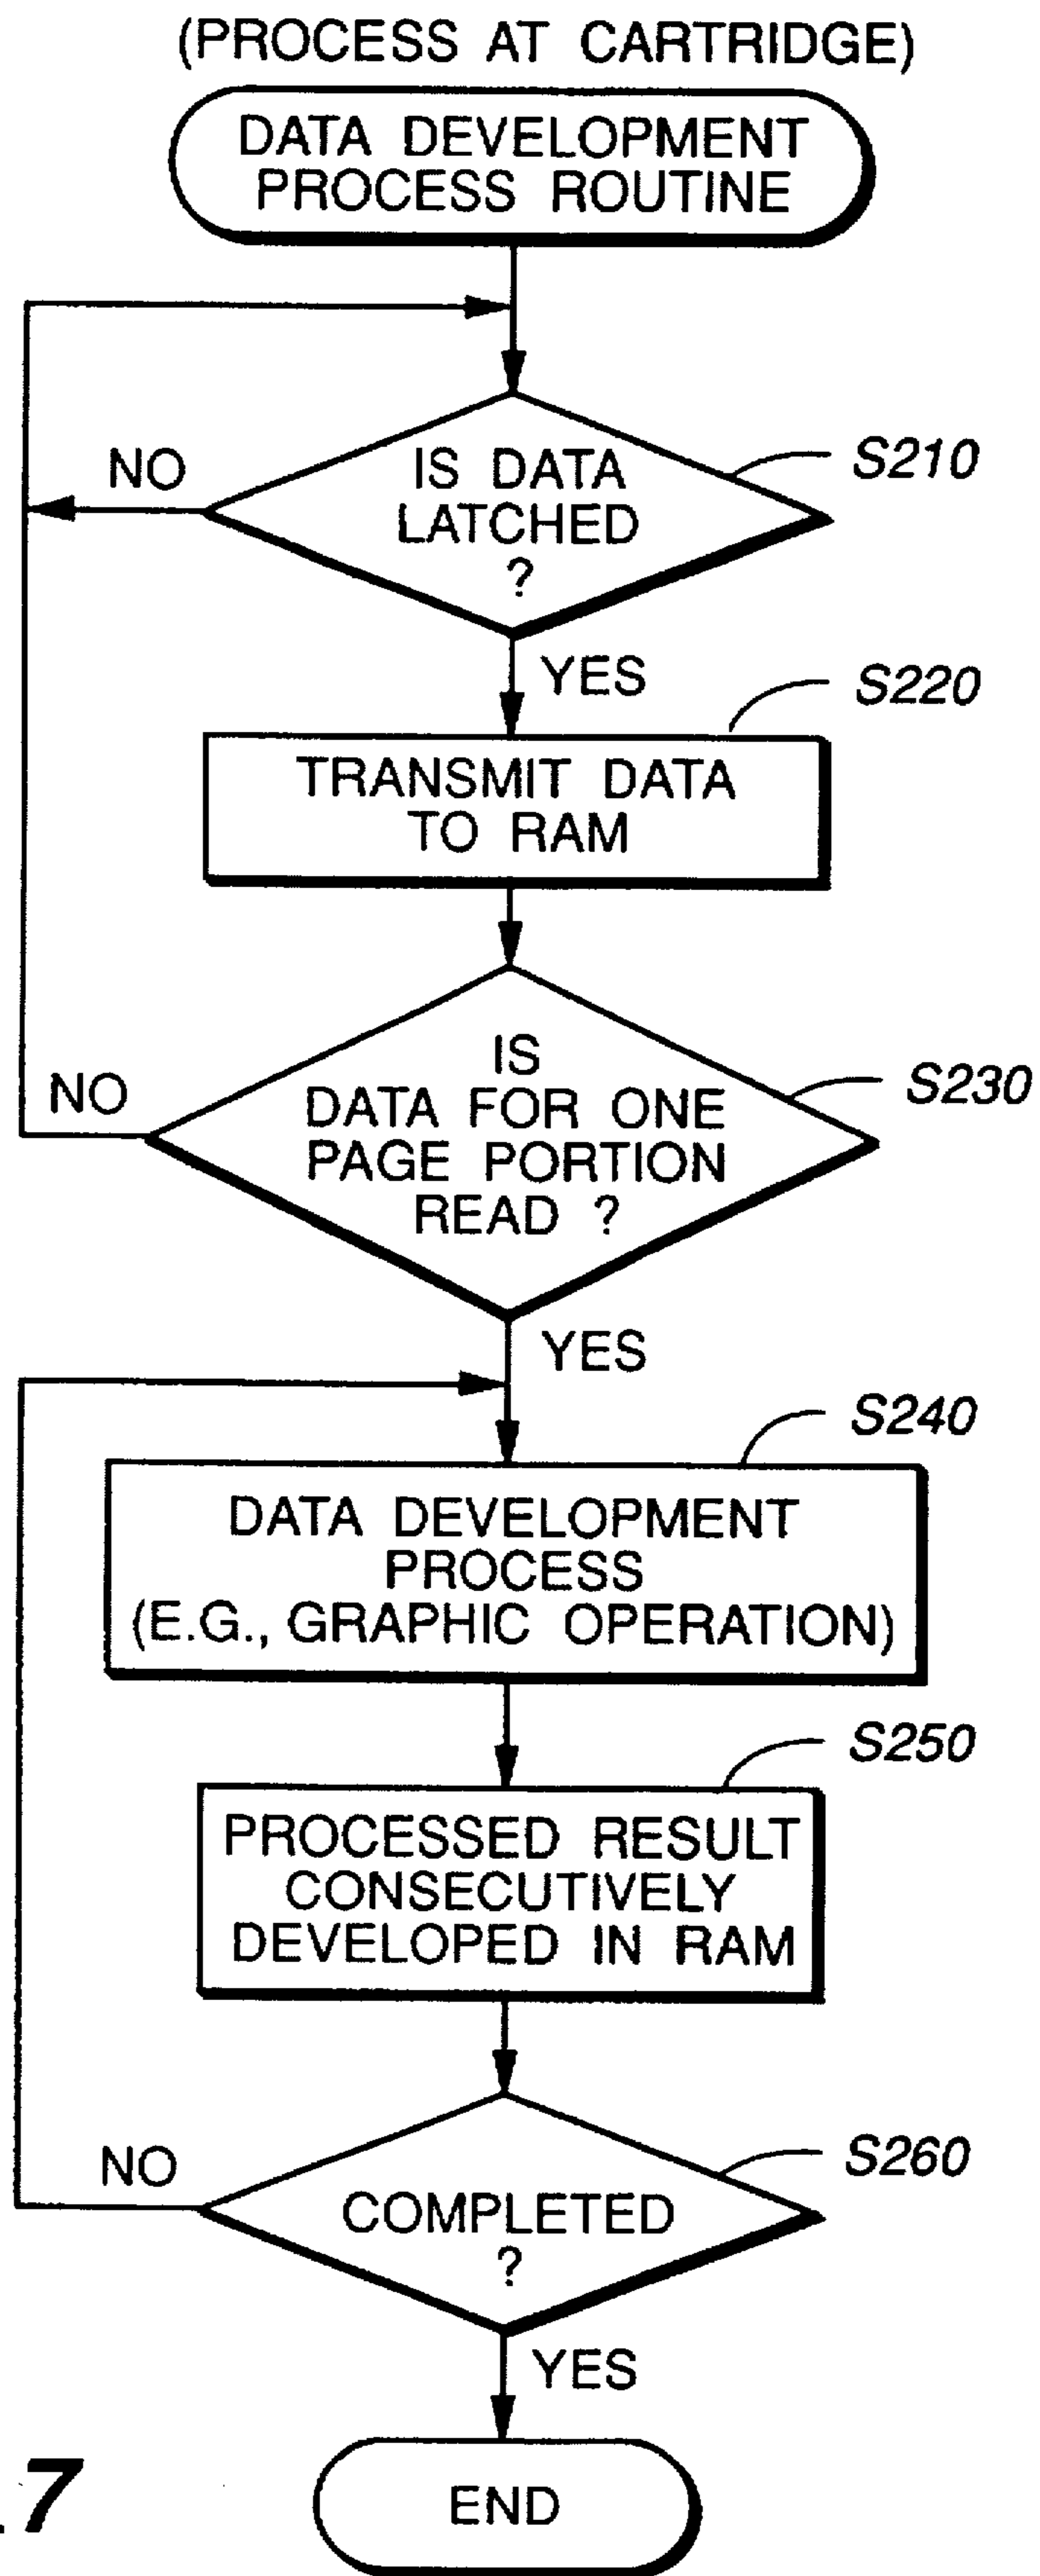 (PROCESS AT CARTRIDGE)
DATA DEVELOPMENT
PROCESS ROUTINE
NO
IS DATA
LATCHED
?
S210
YES
S220
TRANSMIT DATA
TO RAM
NO
IS
DATA FOR ONE
PAGE PORTION
READ ?
S230
YES
S240
DATA DEVELOPMENT
PROCESS
(E.G., GRAPHIC OPERATION)
S250
PROCESSED RESULT
CONSECUTIVELY
DEVELOPED IN RAM
NO
COMPLETED
?
S260
YES
END
.7